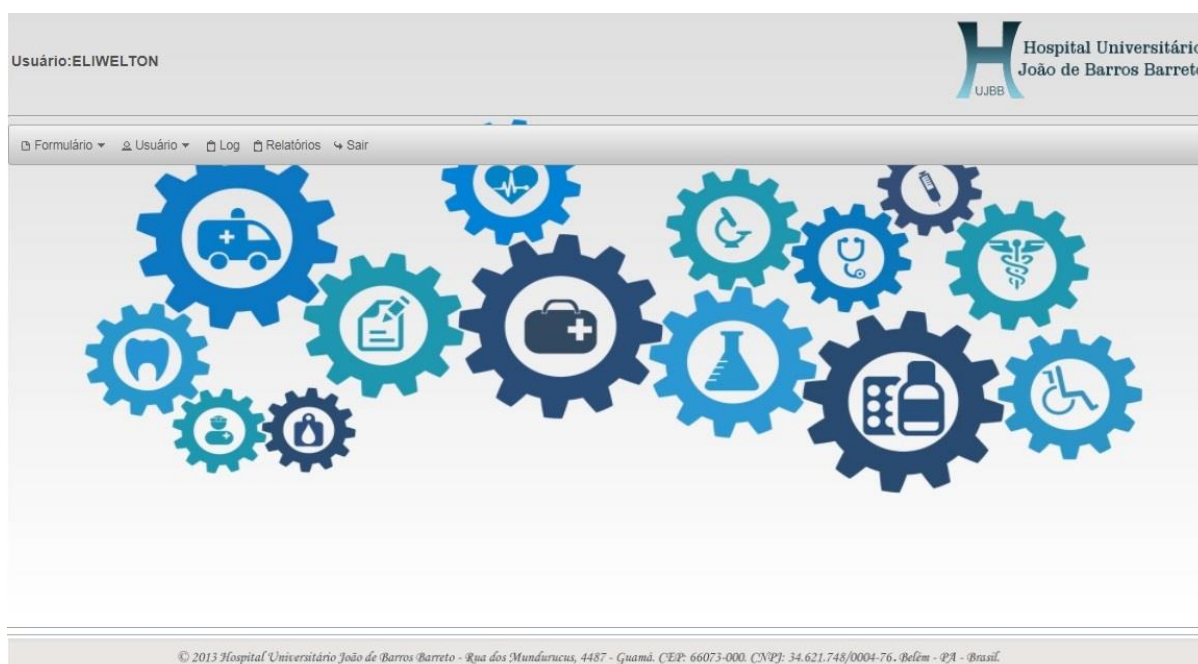 Usuário:ELIWELTON
Hospital Universitário
João de Barros Barreto
UJBB
Formulário Usuário Log Relatórios Sair
© 2013 Hospital Universitário João de Barros Barreto - Rua dos Mundurucus, 4487 - Guamá. CEP: 66073-000. CNPJ: 34.621.748/0004-76. Belém - PA - Brasil.